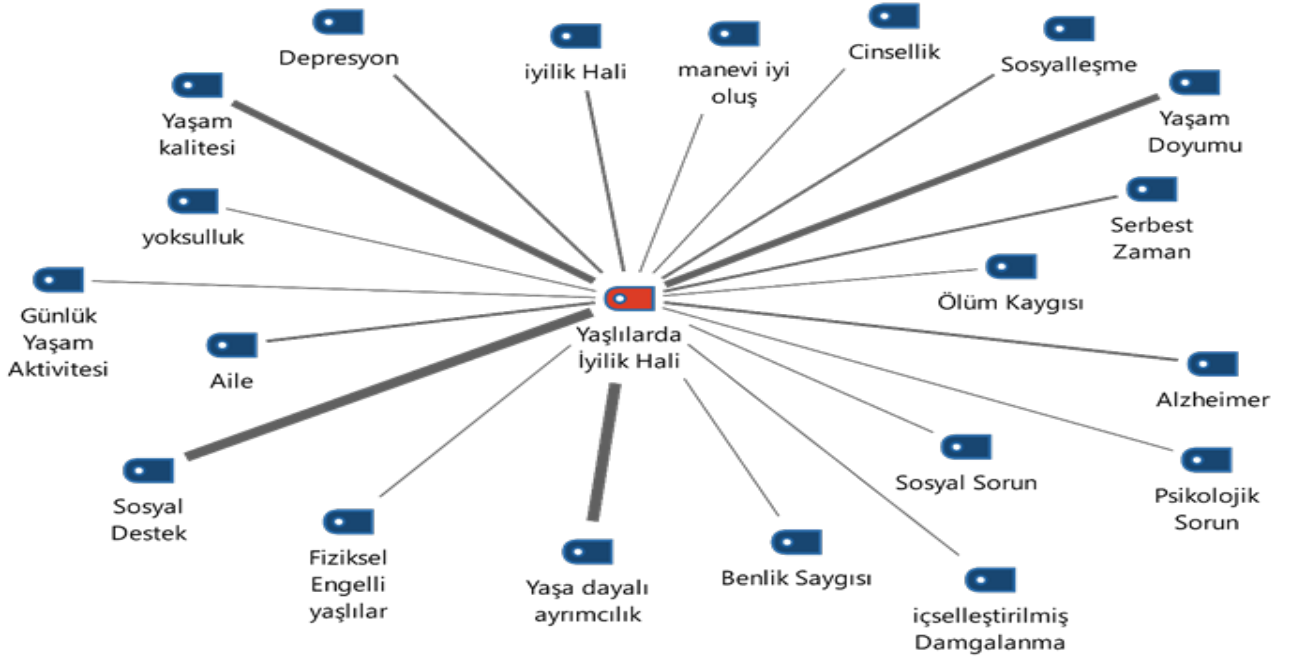 Depresyon
iyilik Hali
manevi iyi
oluş
Cinsellik
Sosyalleşme
Yaşam
kalitesi
Yaşam
Doyumu
yoksulluk
Serbest
Zaman
Günlük
Yaşam
Aktivitesi
Ölüm Kaygısı
Aile
Yaşlılarda
İyilik Hali
Alzheimer
Sosyal
Destek
Sosyal Sorun
Psikolojik
Sorun
Fiziksel
Engelli
yaşlılar
Yaşa dayalı
ayrımcılık
Benlik Saygısı
içselleştirilmiş
Damgalanma